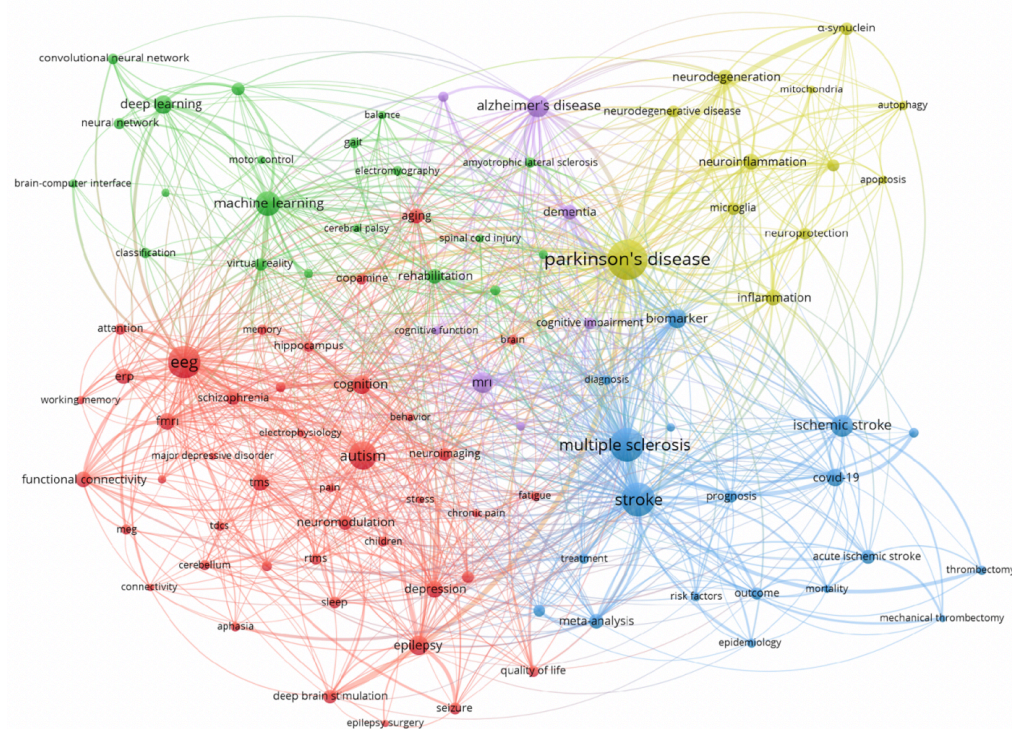 α-synuclein
convolutional neural network
neurodegeneration
mitochondria
deep learning
alzheimer's disease
neurodegenerative disease
autophagy
neural network
balance
gait
motor control
electromyography
amyotrophic lateral sclerosis
neuroinflammation
apoptosis
brain-computer interface
machine learning
aging
dementia
microglia
cerebral palsy
spinal cord injury
neuroprotection
classification
virtual reality
parkinson's disease
dopamine
rehabilitation
inflammation
attention
memory
cognitive function
cognitive impairment
biomarker
hippocampus
brain
eeg
erp
cognition
mri
diagnosis
working memory
schizophrenia
fmri
behavior
ischemic stroke
electrophysiology
multiple sclerosis
major depressive disorder
autism
neuroimaging
functional connectivity
tms
pain
covid-19
stress
fatigue
stroke
prognosis
chronic pain
meg
tdcs
neuromodulation
children
cerebellum
rtms
treatment
acute ischemic stroke
thrombectomy
connectivity
depression
risk factors
outcome
mortality
sleep
mechanical thrombectomy
aphasia
meta-analysis
epilepsy
epidemiology
quality of life
deep brain stimulation
seizure
epilepsy surgery